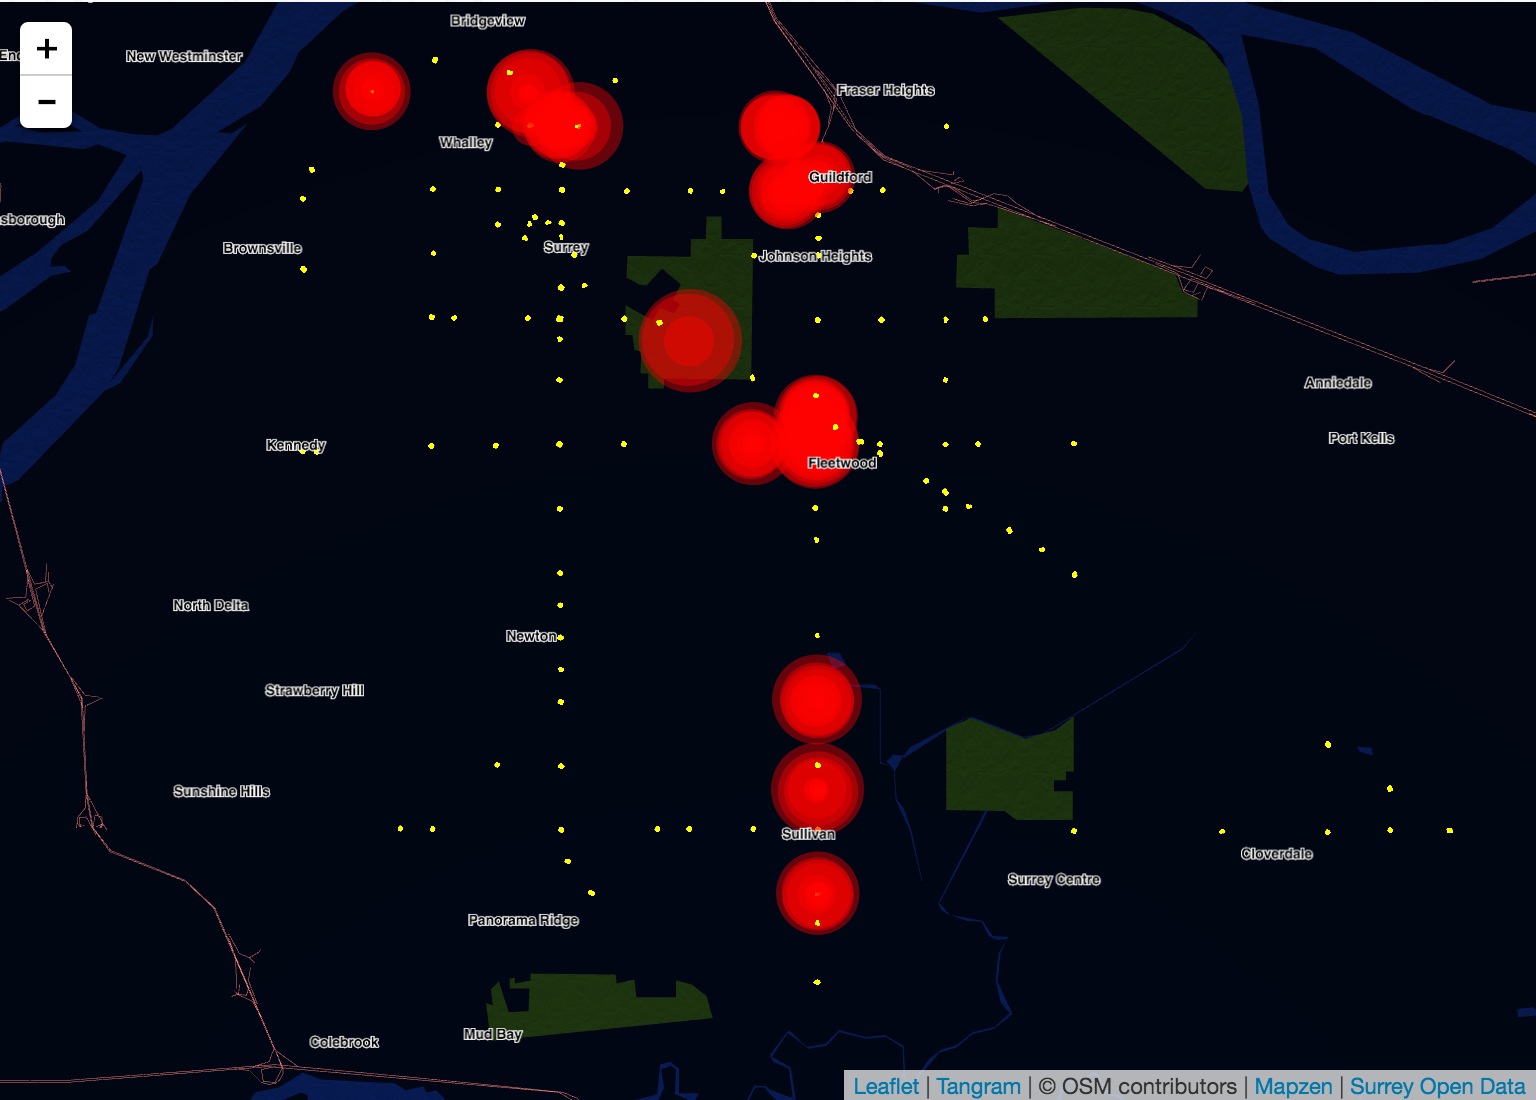 Bridgeview
+
New Westminster
−
Fraser Heights
Whalley
Guildford
sborough
Brownsville
Surrey
Johnson Heights
Anniedale
Kennedy
Port Kells
Fleetwood
North Delta
Newton
Strawberry Hill
Sunshine Hills
Sullivan
Cloverdale
Surrey Centre
Panorama Ridge
Mud Bay
Colebrook
Leaflet | Tangram | © OSM contributors | Mapzen | Surrey Open Data